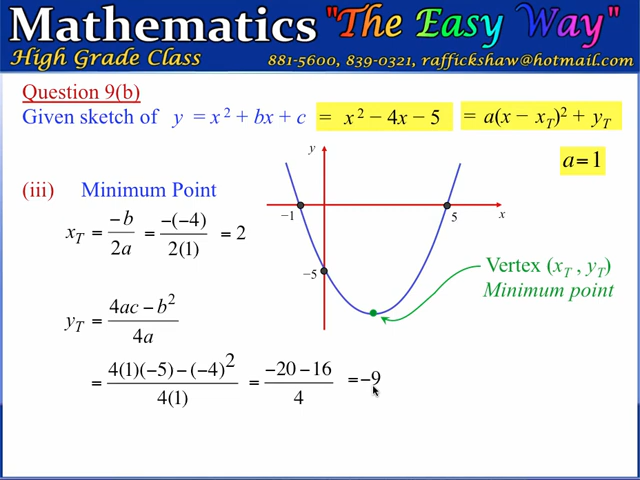 Mathematics "The Easy Way"
High Grade Class 881-5600, 839-0321, raffickshaw@hotmail.com
Question 9(b)
Given sketch of y = x² + bx + c = x² − 4x − 5 = a(x − x_T)² + y_T
a = 1
(iii) Minimum Point
x_T = −b / 2a = −(−4) / 2(1) = 2
y
−1 5 x
−5
Vertex (x_T , y_T)
Minimum point
y_T = 4ac − b² / 4a
= 4(1)(−5) − (−4)² / 4(1) = −20 − 16 / 4 = −9